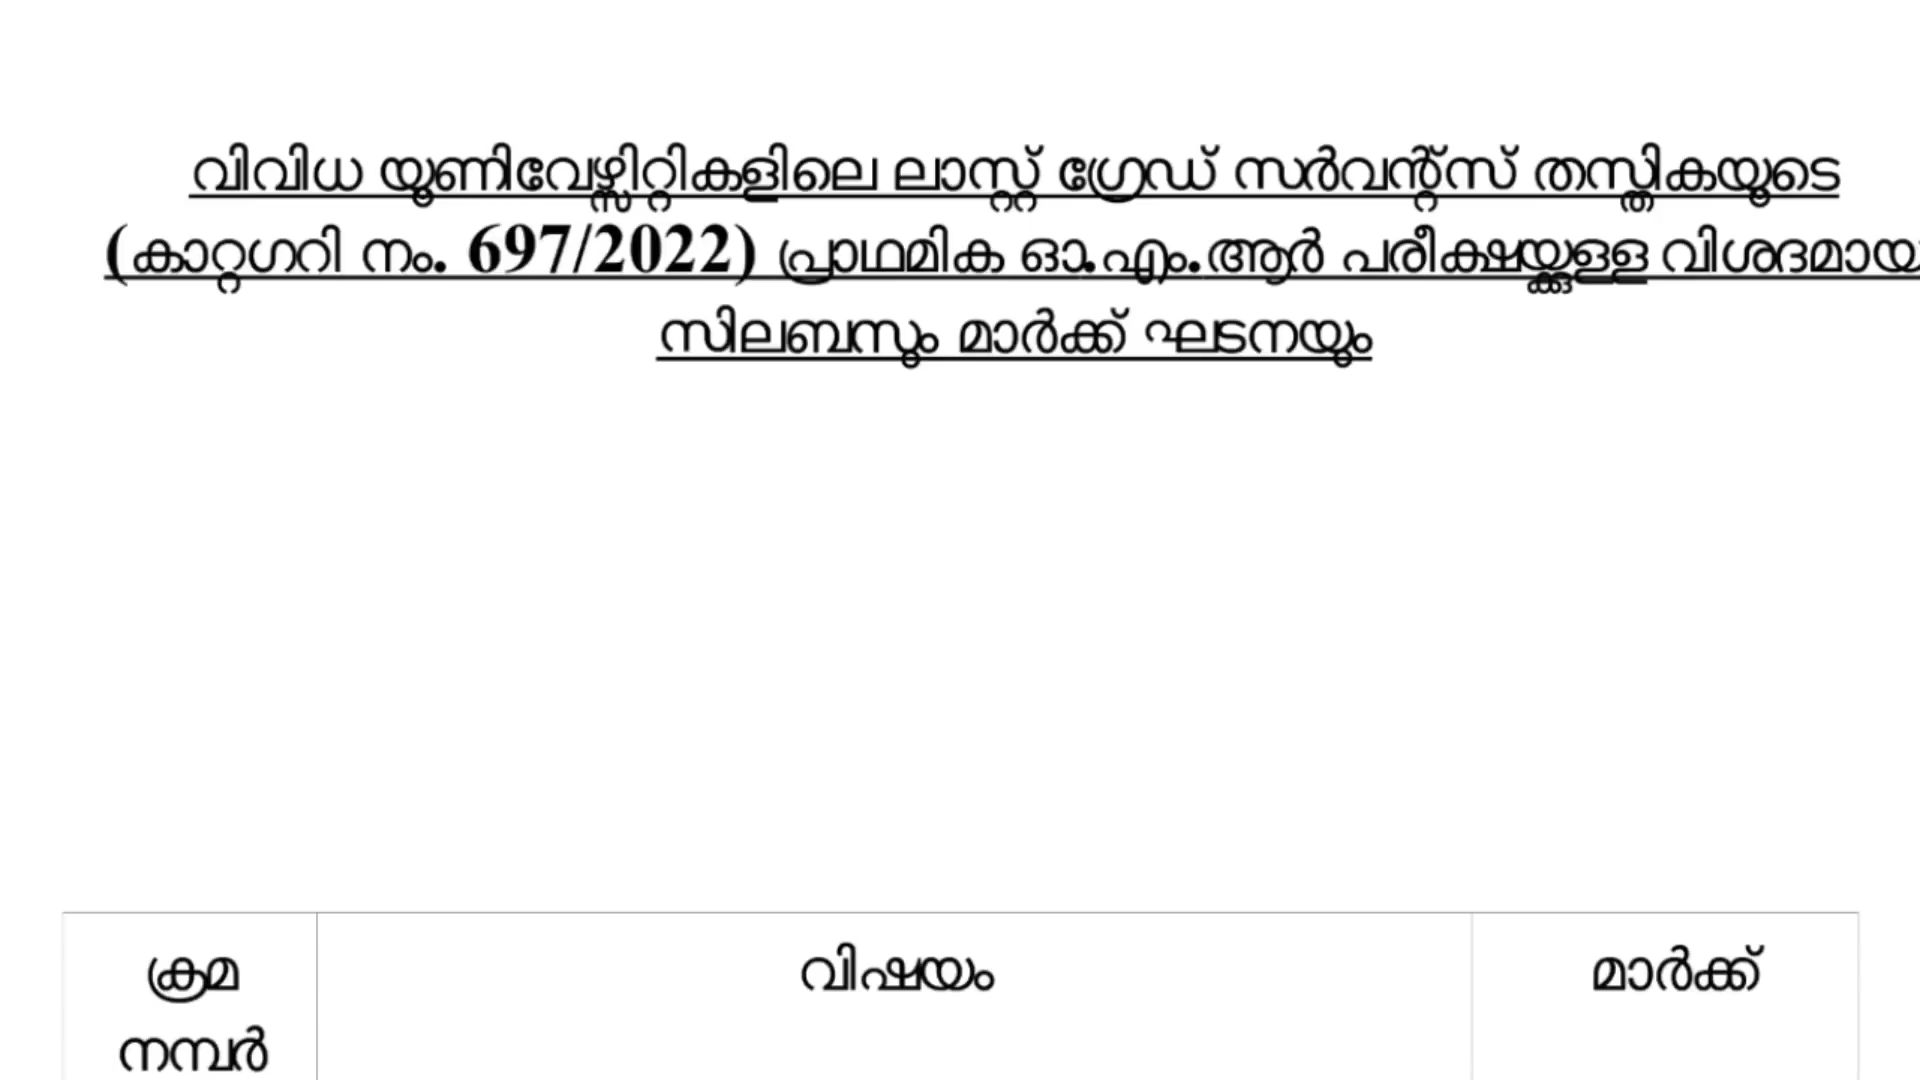 വിവിധ യൂണിവേഴ്സിറ്റികളിലെ ലാസ്റ്റ് ഗ്രേഡ് സർവന്റ്സ് തസ്തികയുടെ
(കാറ്റഗറി നം. 697/2022) പ്രാഥമിക ഓ.എം.ആർ പരീക്ഷയ്ക്കുള്ള വിശദമായ
സിലബസും മാർക്ക് ഘടനയും
ക്രമ നമ്പർ
വിഷയം
മാർക്ക്